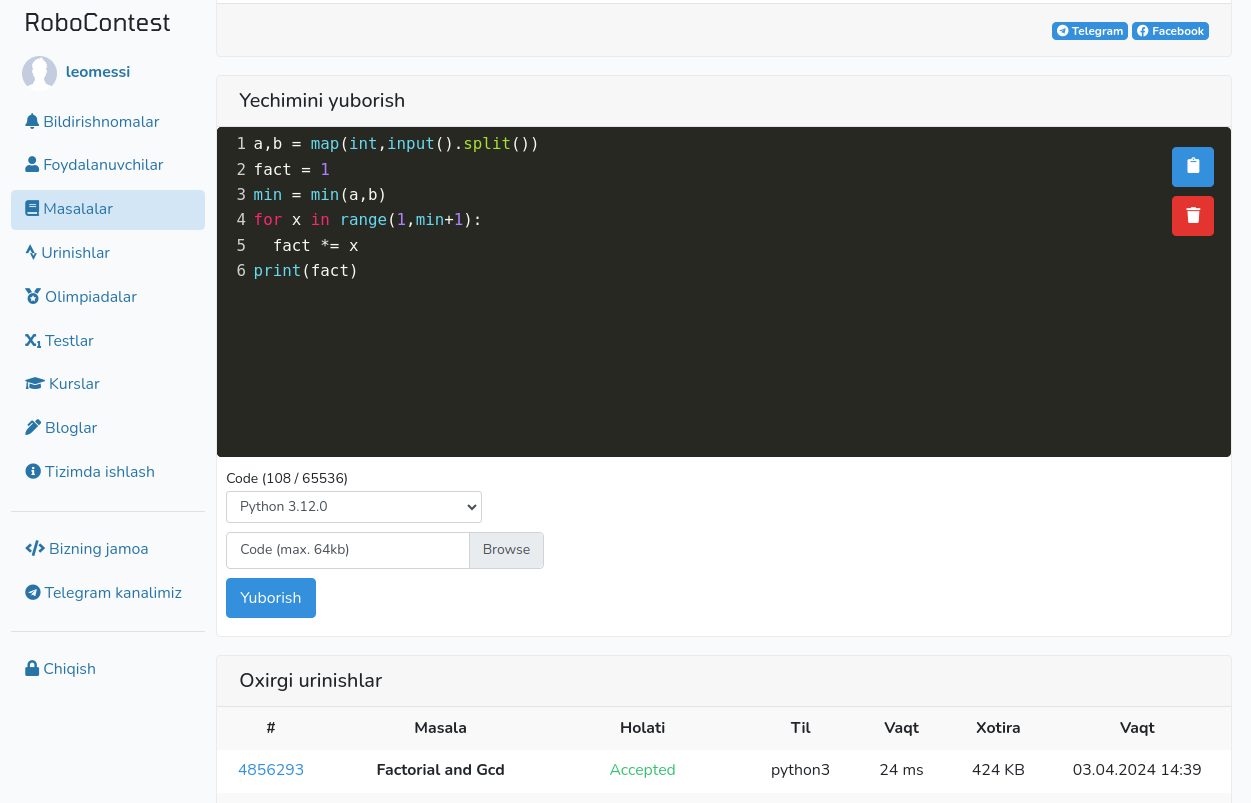 RoboContest
leomessi
Bildirishnomalar
Foydalanuvchilar
Masalalar
Urinishlar
Olimpiadalar
Testlar
Kurslar
Bloglar
Tizimda ishlash
Bizning jamoa
Telegram kanalimiz
Chiqish
Telegram Facebook
Yechimini yuborish
1 a,b = map(int,input().split())
2 fact = 1
3 min = min(a,b)
4 for x in range(1,min+1):
5   fact *= x
6 print(fact)
Code (108 / 65536)
Python 3.12.0
Code (max. 64kb) Browse
Yuborish
Oxirgi urinishlar
# Masala Holati Til Vaqt Xotira Vaqt
4856293 Factorial and Gcd Accepted python3 24 ms 424 KB 03.04.2024 14:39